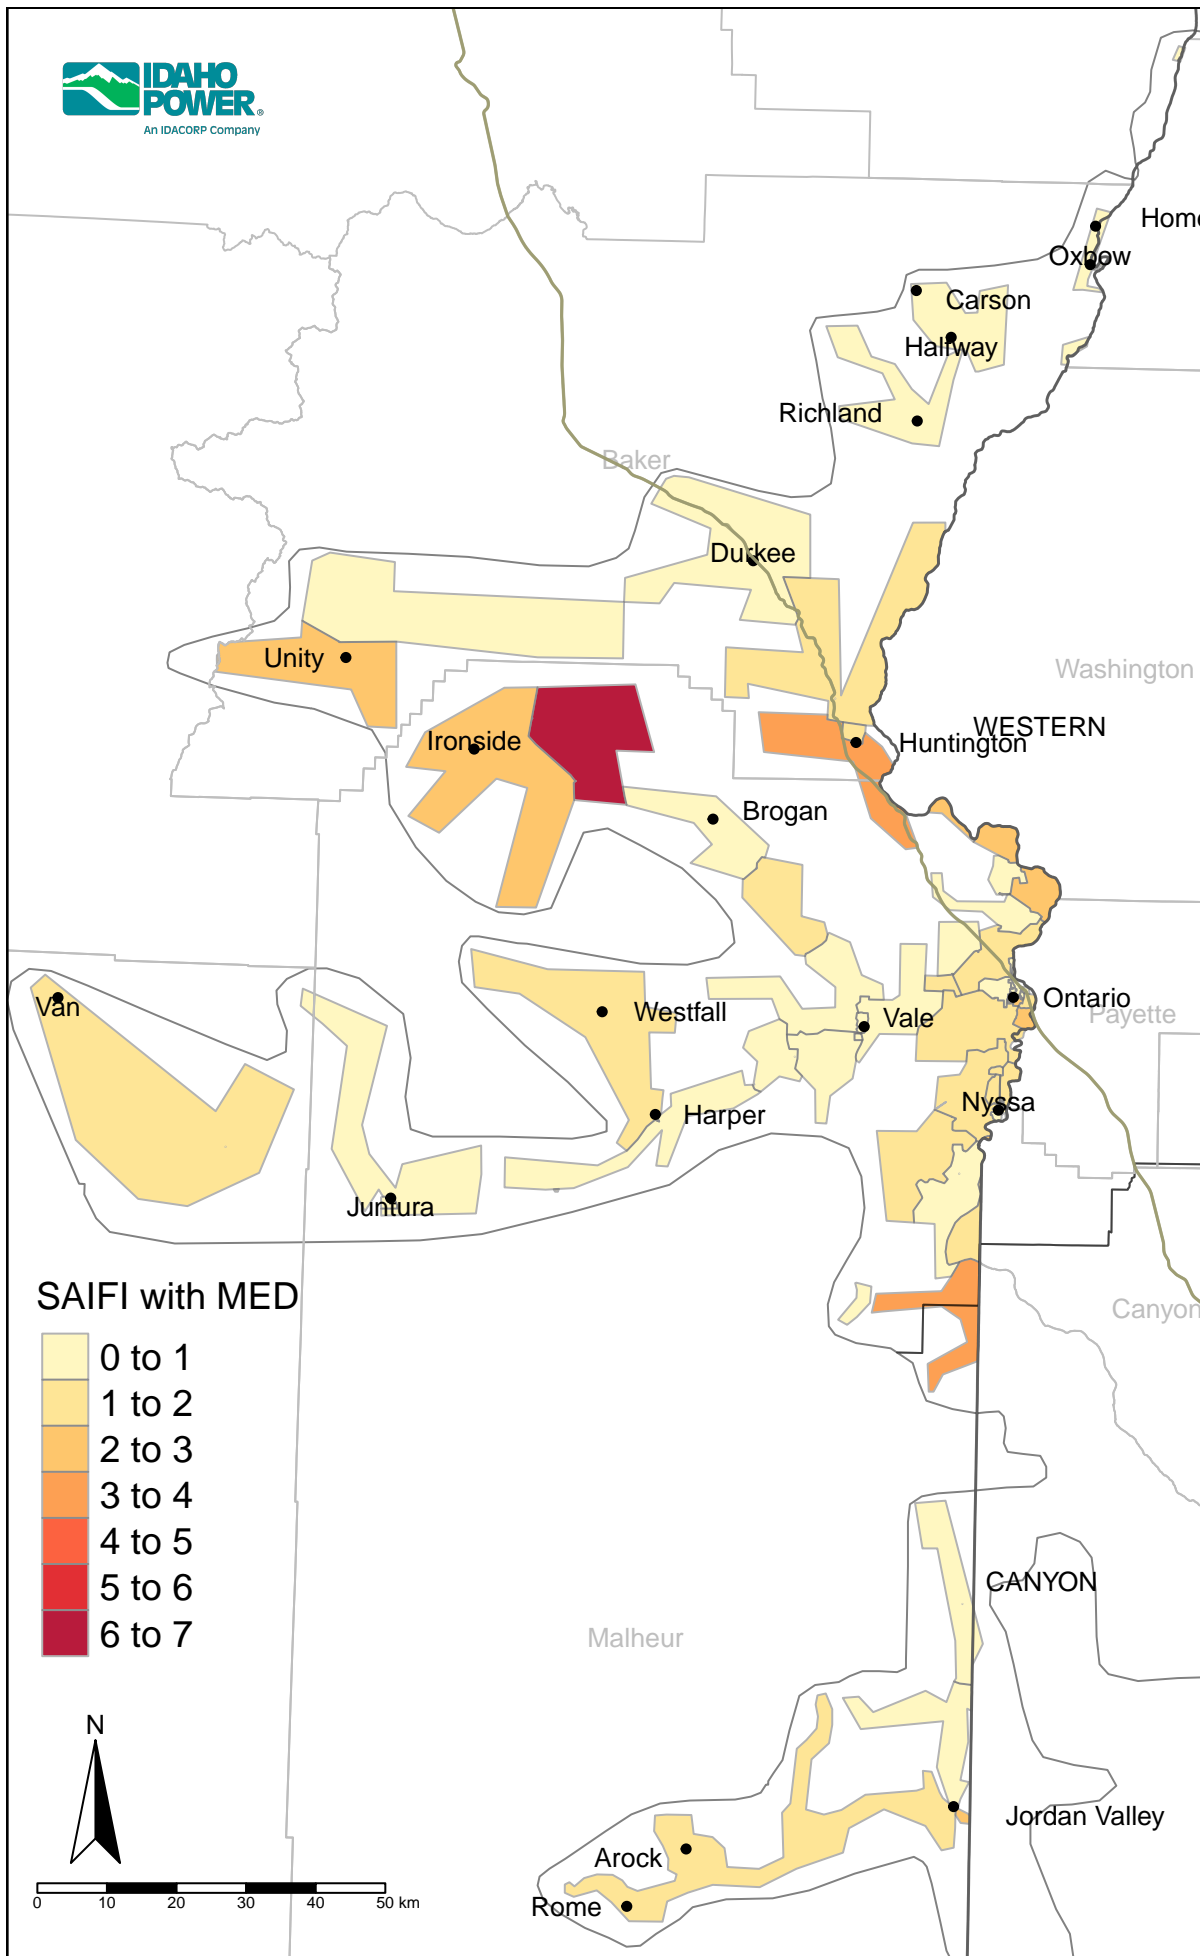 IDAHO
POWER®
An IDACORP Company
Oxbow
Carson
Halfway
Richland
Baker
Durkee
Unity
Washington
WESTERN
Ironside
Huntington
Brogan
Van
Westfall
Vale
Ontario
Payette
Harper
Nyssa
Juntura
SAIFI with MED
Canyon
0 to 1
1 to 2
2 to 3
3 to 4
4 to 5
5 to 6
6 to 7
CANYON
Malheur
N
Jordan Valley
Arock
Rome
0 10 20 30 40 50 km